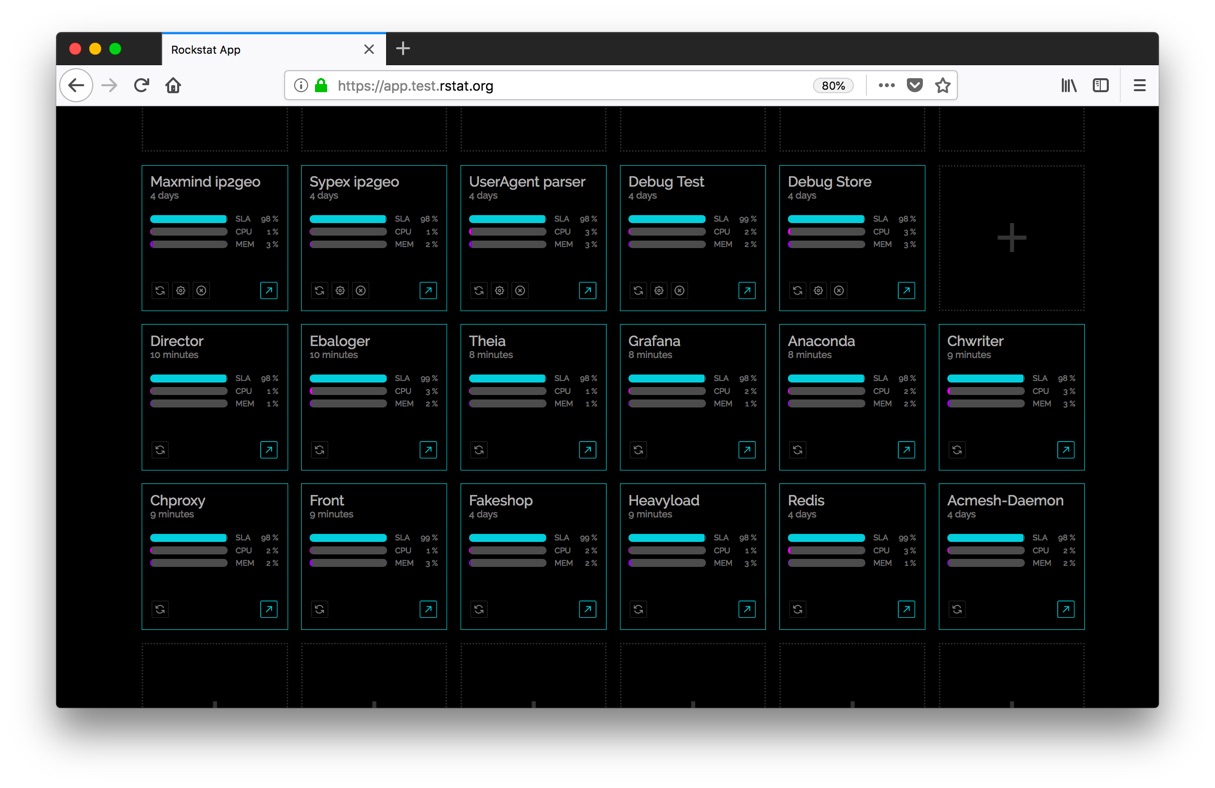 Rockstat App
https://app.test.rstat.org
80%
Maxmind ip2geo
4 days
SLA 98 %
CPU 1 %
MEM 3 %
Sypex ip2geo
4 days
SLA 98 %
CPU 1 %
MEM 2 %
UserAgent parser
4 days
SLA 98 %
CPU 3 %
MEM 3 %
Debug Test
4 days
SLA 99 %
CPU 2 %
MEM 2 %
Debug Store
4 days
SLA 98 %
CPU 3 %
MEM 3 %
Director
10 minutes
SLA 98 %
CPU 1 %
MEM 1 %
Ebaloger
10 minutes
SLA 99 %
CPU 3 %
MEM 2 %
Theia
8 minutes
SLA 98 %
CPU 1 %
MEM 1 %
Grafana
8 minutes
SLA 98 %
CPU 2 %
MEM 1 %
Anaconda
8 minutes
SLA 98 %
CPU 2 %
MEM 2 %
Chwriter
9 minutes
SLA 98 %
CPU 3 %
MEM 3 %
Chproxy
9 minutes
SLA 98 %
CPU 2 %
MEM 2 %
Front
9 minutes
SLA 99 %
CPU 1 %
MEM 3 %
Fakeshop
4 days
SLA 99 %
CPU 2 %
MEM 2 %
Heavyload
9 minutes
SLA 98 %
CPU 1 %
MEM 3 %
Redis
4 days
SLA 99 %
CPU 3 %
MEM 1 %
Acmesh-Daemon
4 days
SLA 98 %
CPU 2 %
MEM 2 %